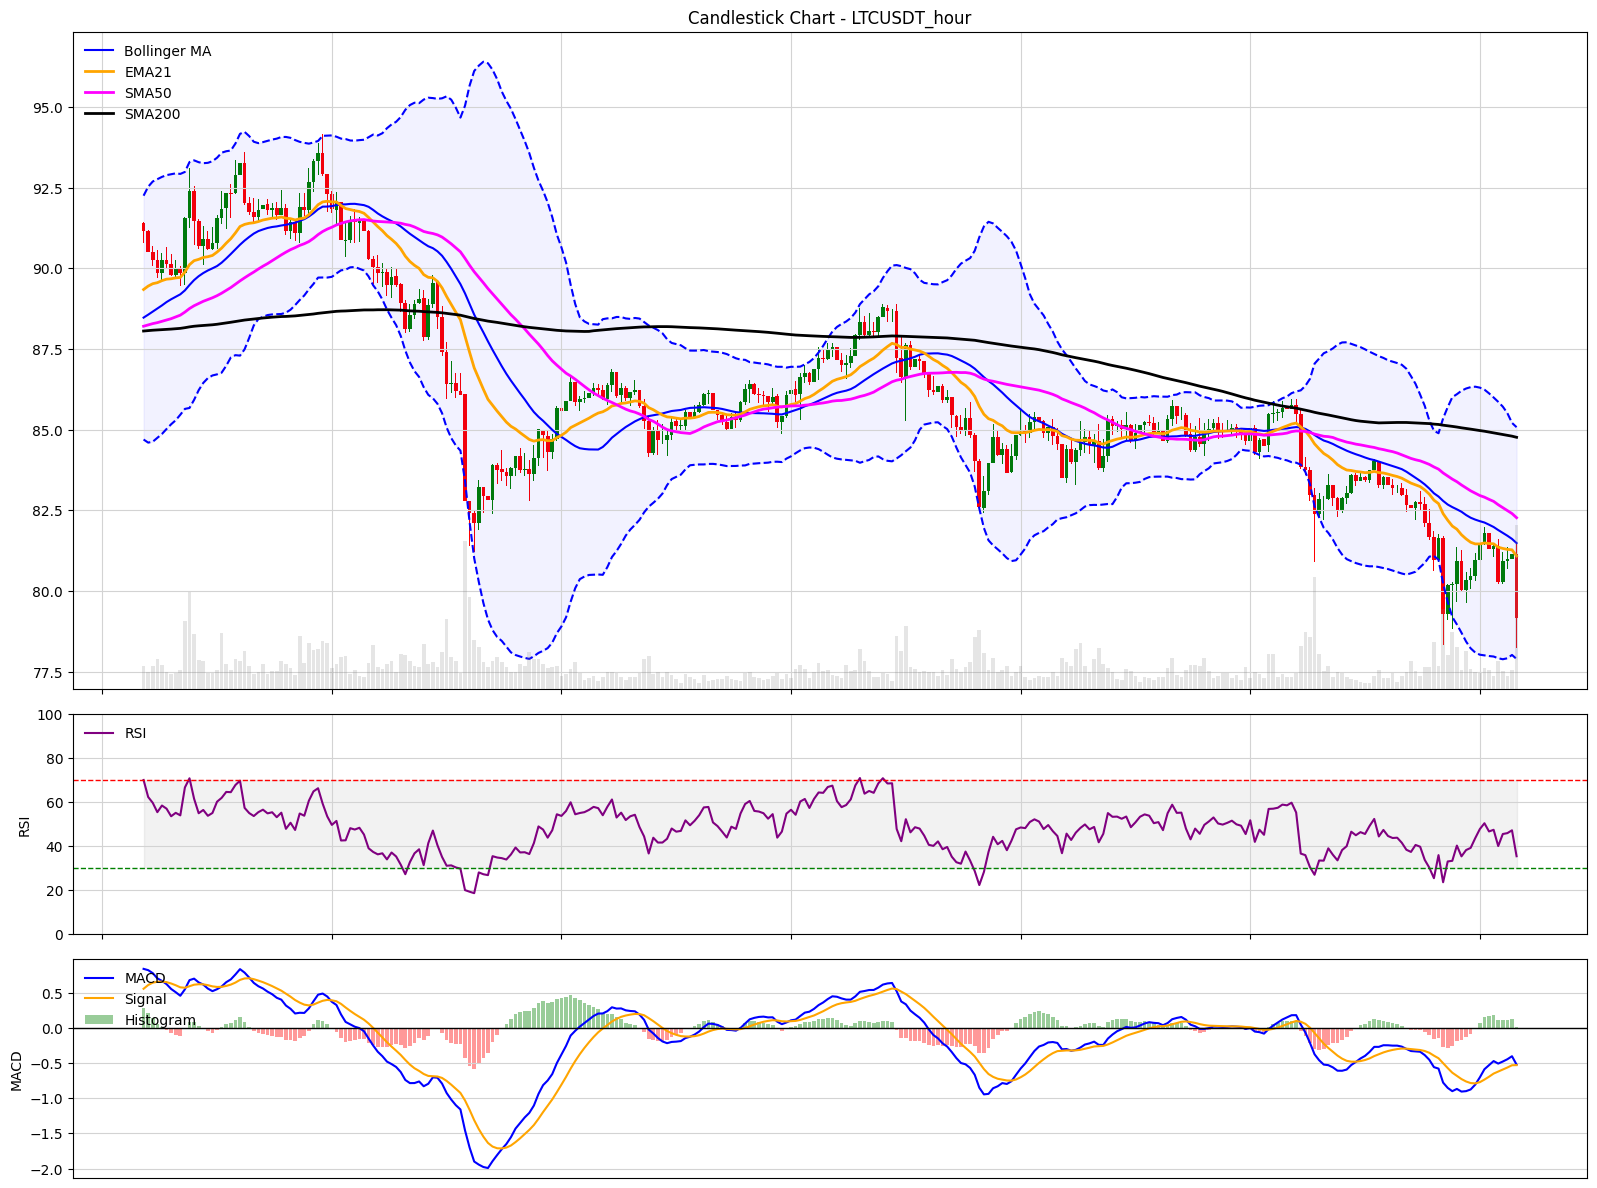 Candlestick Chart - LTCUSDT_hour
Bollinger MA
EMA21
SMA50
SMA200
95.0
92.5
90.0
87.5
85.0
82.5
80.0
77.5
RSI
100
80
60
40
20
0
RSI
MACD
Signal
Histogram
0.5
0.0
−0.5
−1.0
−1.5
−2.0
MACD